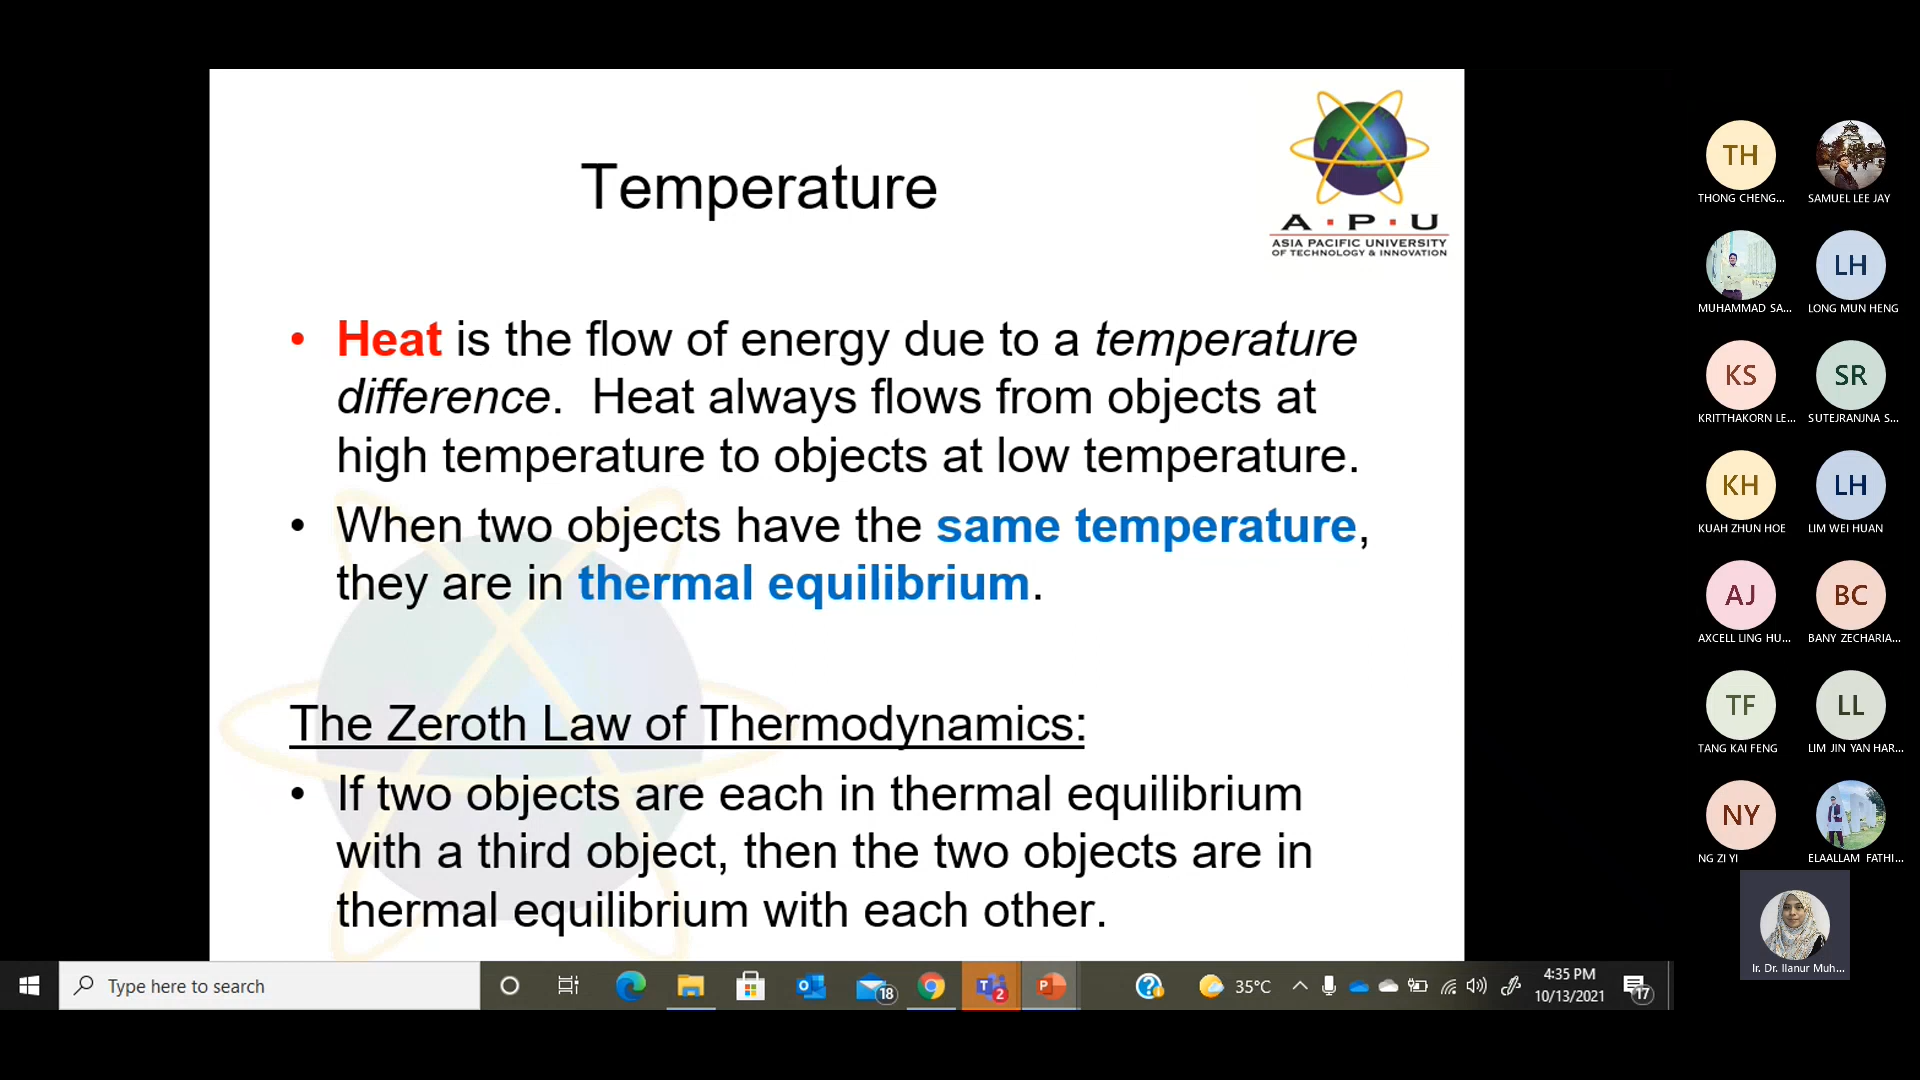 Temperature
A · P · U
ASIA PACIFIC UNIVERSITY
OF TECHNOLOGY & INNOVATION
• Heat is the flow of energy due to a temperature
difference. Heat always flows from objects at
high temperature to objects at low temperature.
• When two objects have the same temperature,
they are in thermal equilibrium.
The Zeroth Law of Thermodynamics:
• If two objects are each in thermal equilibrium
with a third object, then the two objects are in
thermal equilibrium with each other.
TH
THONG CHENG...
SAMUEL LEE JAY
MUHAMMAD SA...
LH
LONG MUN HENG
KS
KRITTHAKORN LE...
SR
SUTEJRANJNA S...
KH
KUAH ZHUN HOE
LH
LIM WEI HUAN
AJ
AXCELL LING HU...
BC
BANY ZECHARIA...
TF
TANG KAI FENG
LL
LIM JIN YAN HAR...
NY
NG ZI YI
ELAALLAM FATHI...
Ir. Dr. Ilanur Muh...
Type here to search
18
2
35°C
4:35 PM
10/13/2021
17